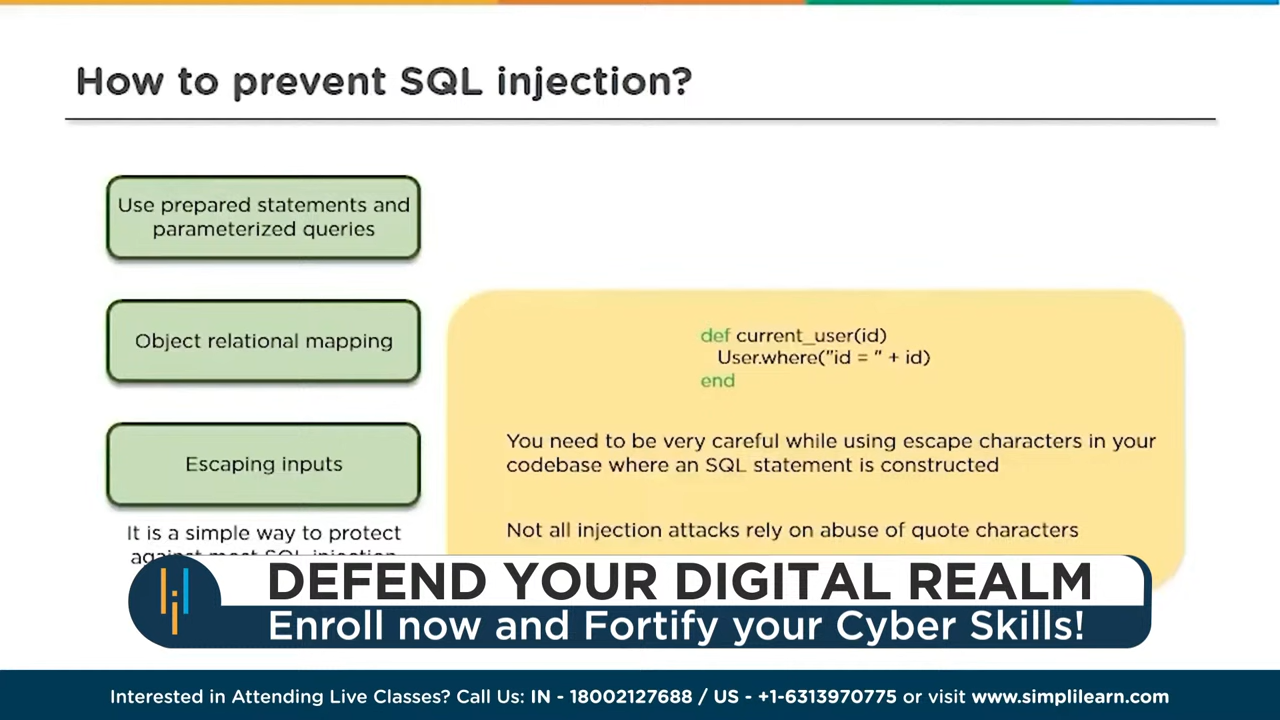 How to prevent SQL injection?
Use prepared statements and
parameterized queries
Object relational mapping
Escaping inputs
It is a simple way to protect
against most SQL injection
def current_user(id)
User.where("id = " + id)
end
You need to be very careful while using escape characters in your
codebase where an SQL statement is constructed
Not all injection attacks rely on abuse of quote characters
DEFEND YOUR DIGITAL REALM
Enroll now and Fortify your Cyber Skills!
Interested in Attending Live Classes? Call Us: IN - 18002127688 / US - +1-6313970775 or visit www.simplilearn.com